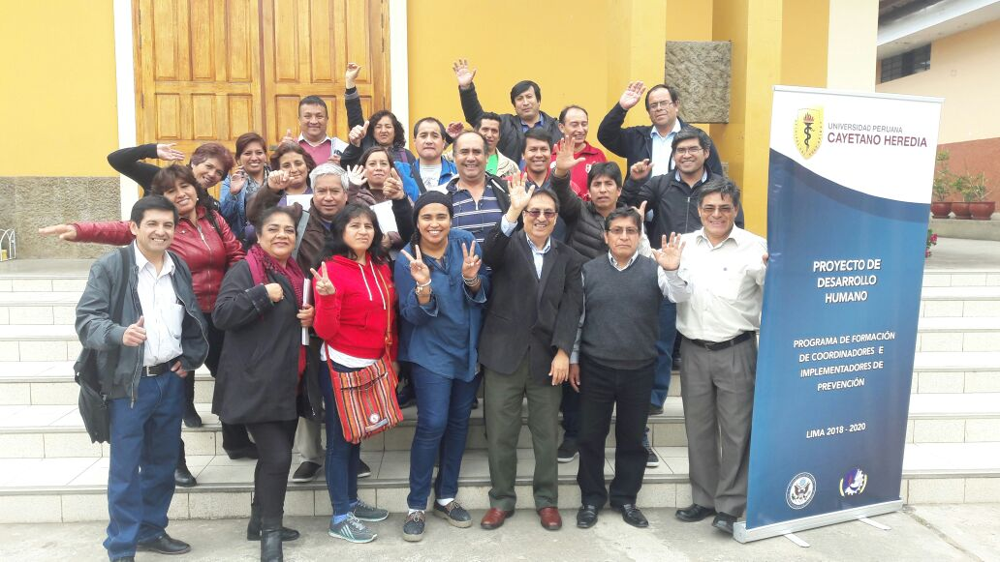 UNIVERSIDAD PERUANA
CAYETANO HEREDIA
PROYECTO DE
DESARROLLO
HUMANO
PROGRAMA DE FORMACIÓN
DE COORDINADORES E
IMPLEMENTADORES DE
PREVENCIÓN
LIMA 2018 - 2020